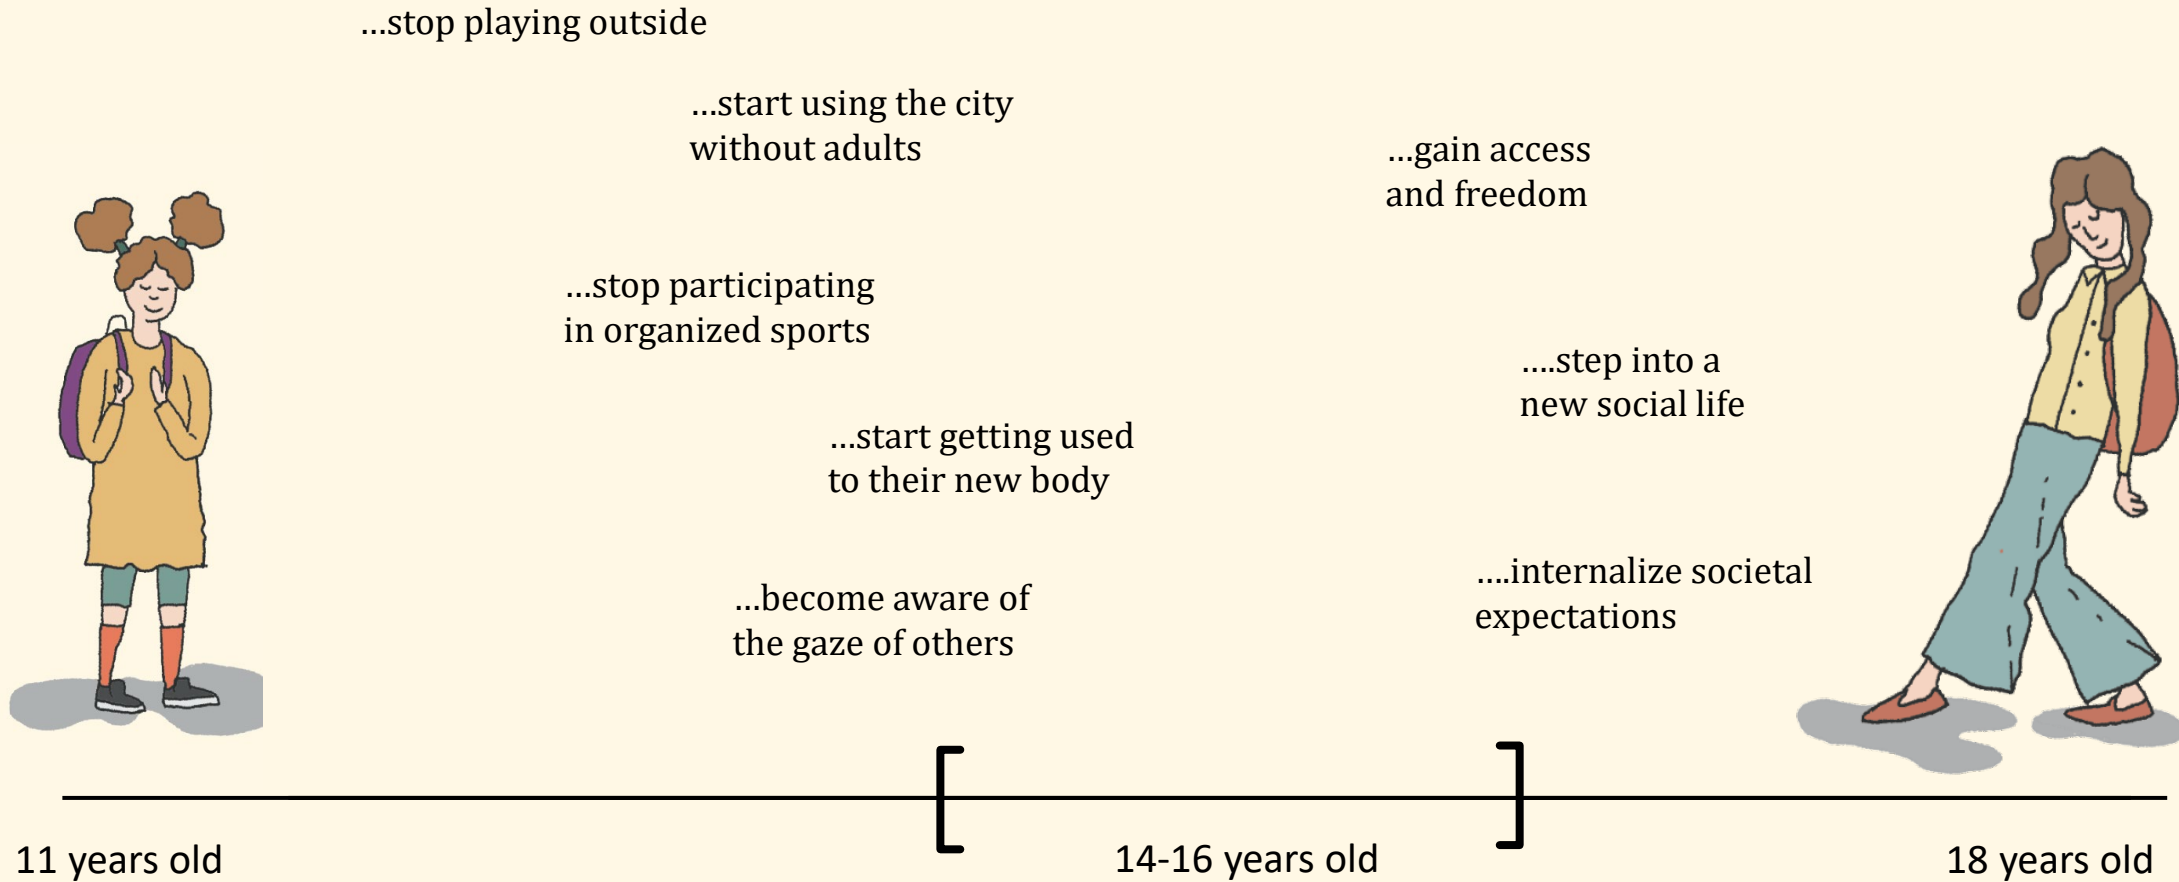 ...stop playing outside
...start using the city
without adults
...gain access
and freedom
...stop participating
in organized sports
....step into a
new social life
...start getting used
to their new body
...become aware of
the gaze of others
....internalize societal
expectations
11 years old
14-16 years old
18 years old